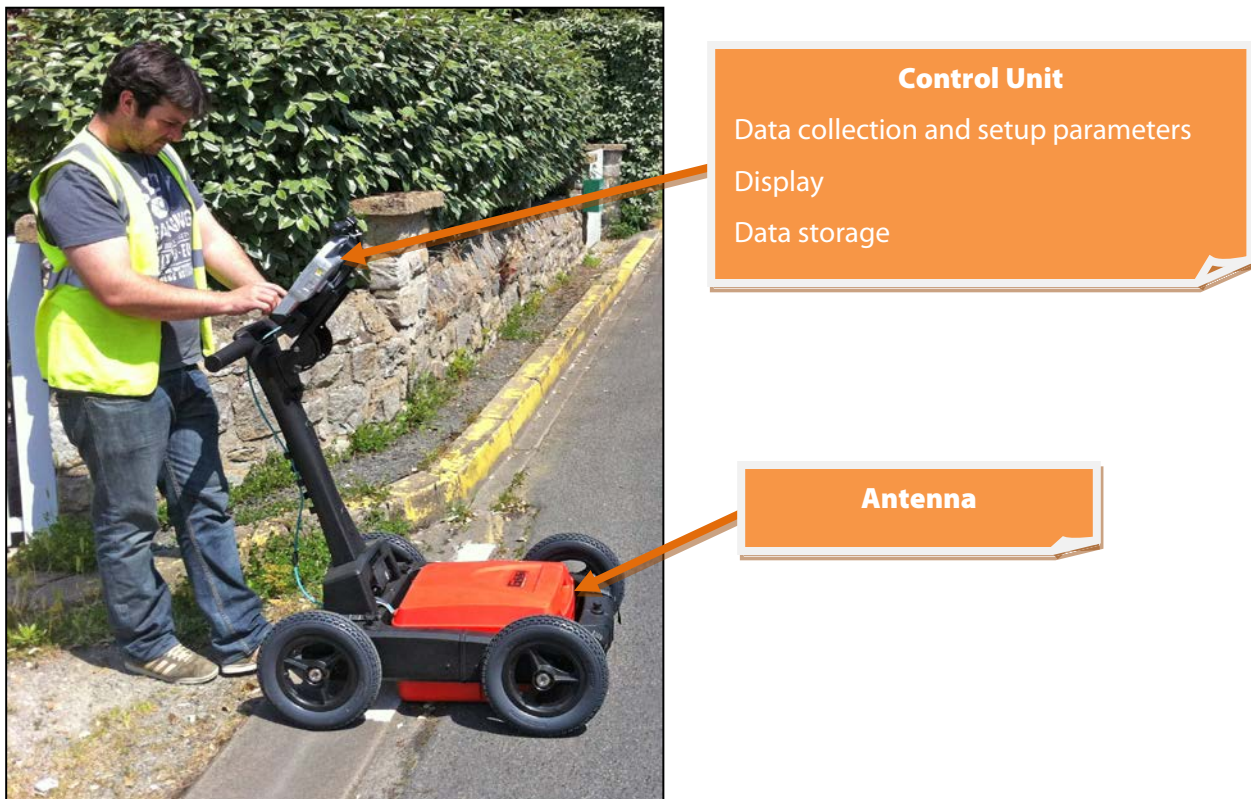 Control Unit
Data collection and setup parameters
Display
Data storage
Antenna